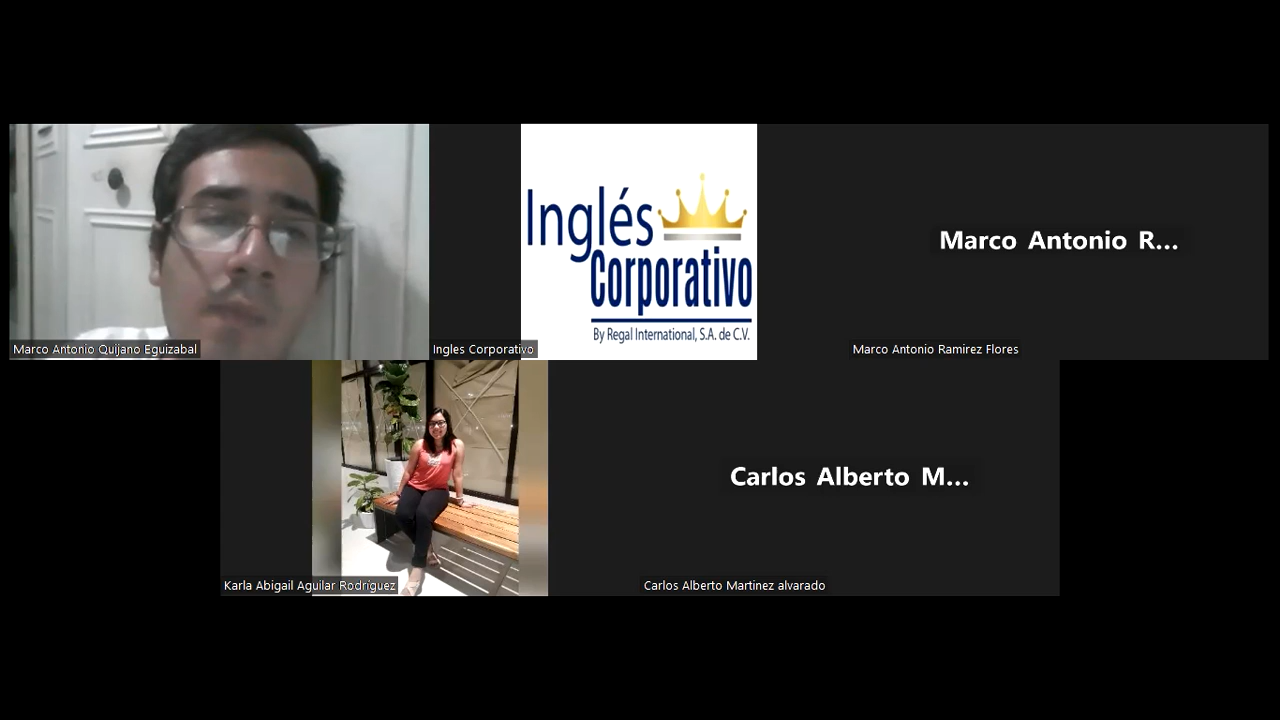 Inglés
Corporativo
By Regal International, S.A. de C.V.
Marco Antonio R...
Marco Antonio Quijano Eguizabal
Ingles Corporativo
Marco Antonio Ramirez Flores
Carlos Alberto M...
Karla Abigail Aguilar Rodríguez
Carlos Alberto Martinez alvarado